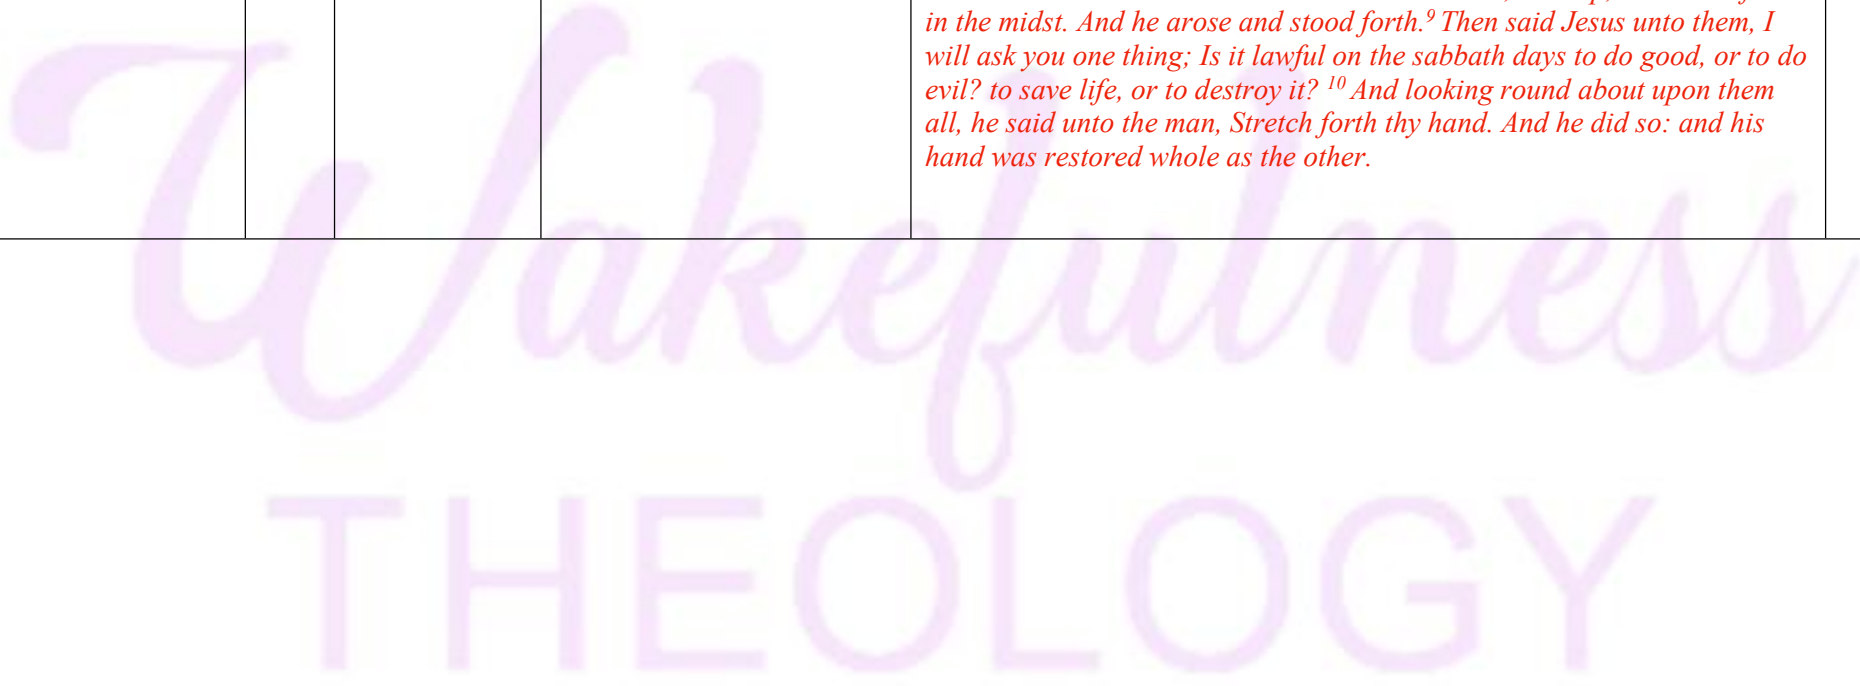 in the midst. And he arose and stood forth.⁹ Then said Jesus unto them, I
will ask you one thing; Is it lawful on the sabbath days to do good, or to do
evil? to save life, or to destroy it? ¹⁰ And looking round about upon them
all, he said unto the man, Stretch forth thy hand. And he did so: and his
hand was restored whole as the other.
Wakefulness
THEOLOGY